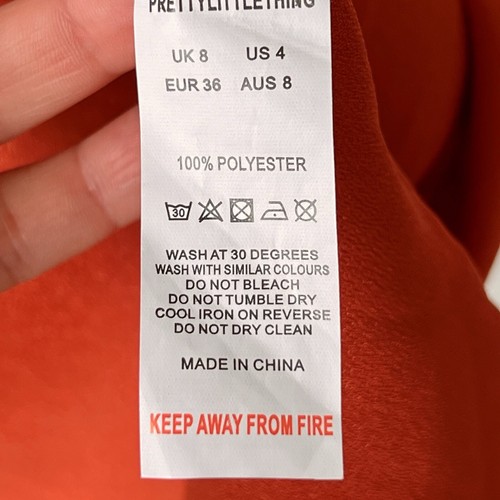 PRETTYLITTLETHING
UK 8 US 4
EUR 36 AUS 8
100% POLYESTER
30
WASH AT 30 DEGREES
WASH WITH SIMILAR COLOURS
DO NOT BLEACH
DO NOT TUMBLE DRY
COOL IRON ON REVERSE
DO NOT DRY CLEAN
MADE IN CHINA
KEEP AWAY FROM FIRE